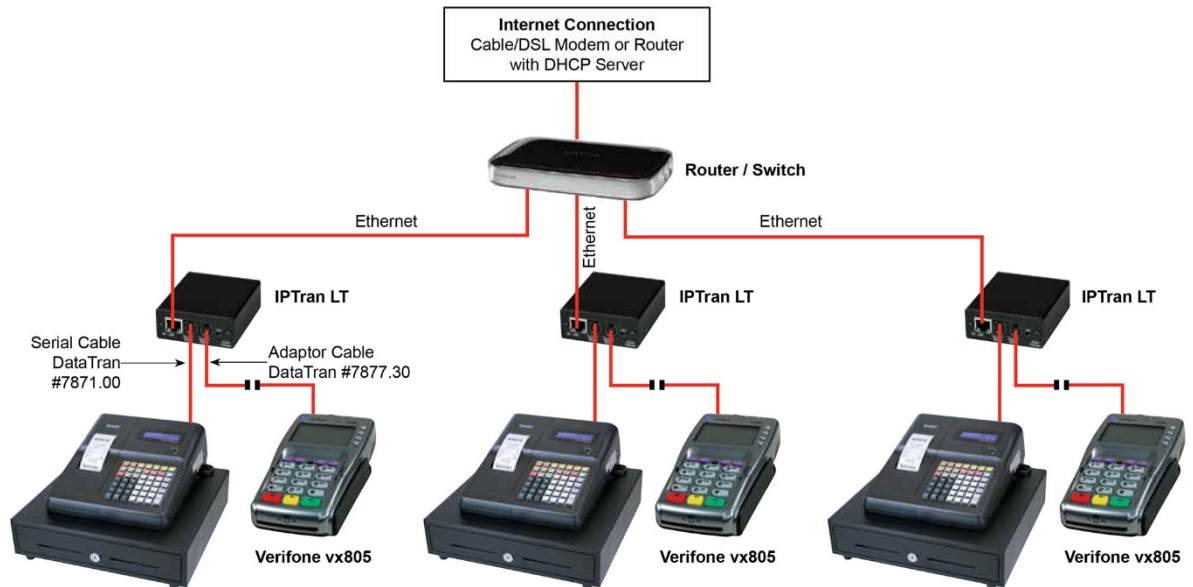 Internet Connection
Cable/DSL Modem or Router
with DHCP Server
Router / Switch
Ethernet
Ethernet
Ethernet
IPTran LT
IPTran LT
IPTran LT
Serial Cable
DataTran
#7871.00
Adaptor Cable
DataTran #7877.30
Verifone vx805
Verifone vx805
Verifone vx805